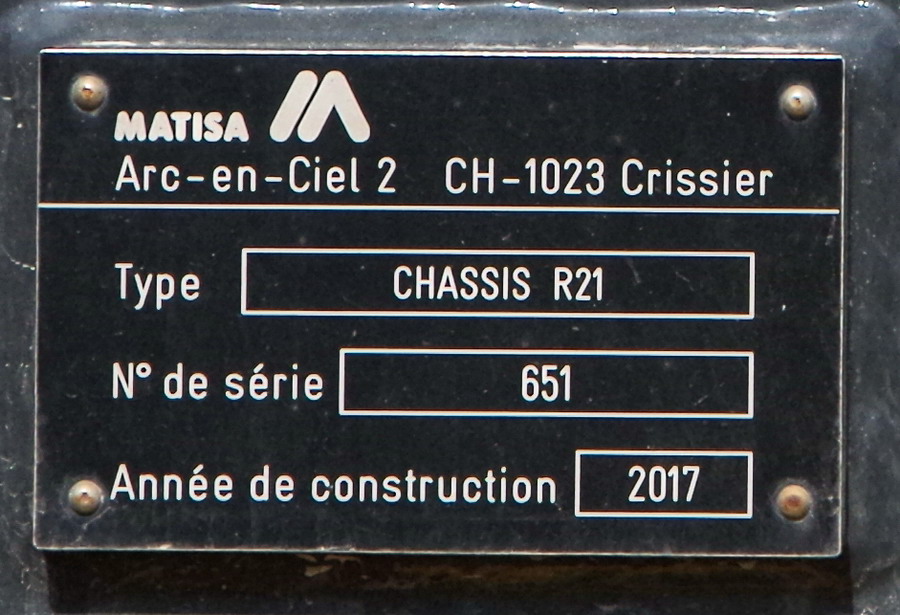 MATISA
Arc-en-Ciel 2 CH-1023 Crissier
Type CHASSIS R21
N° de série 651
Année de construction 2017